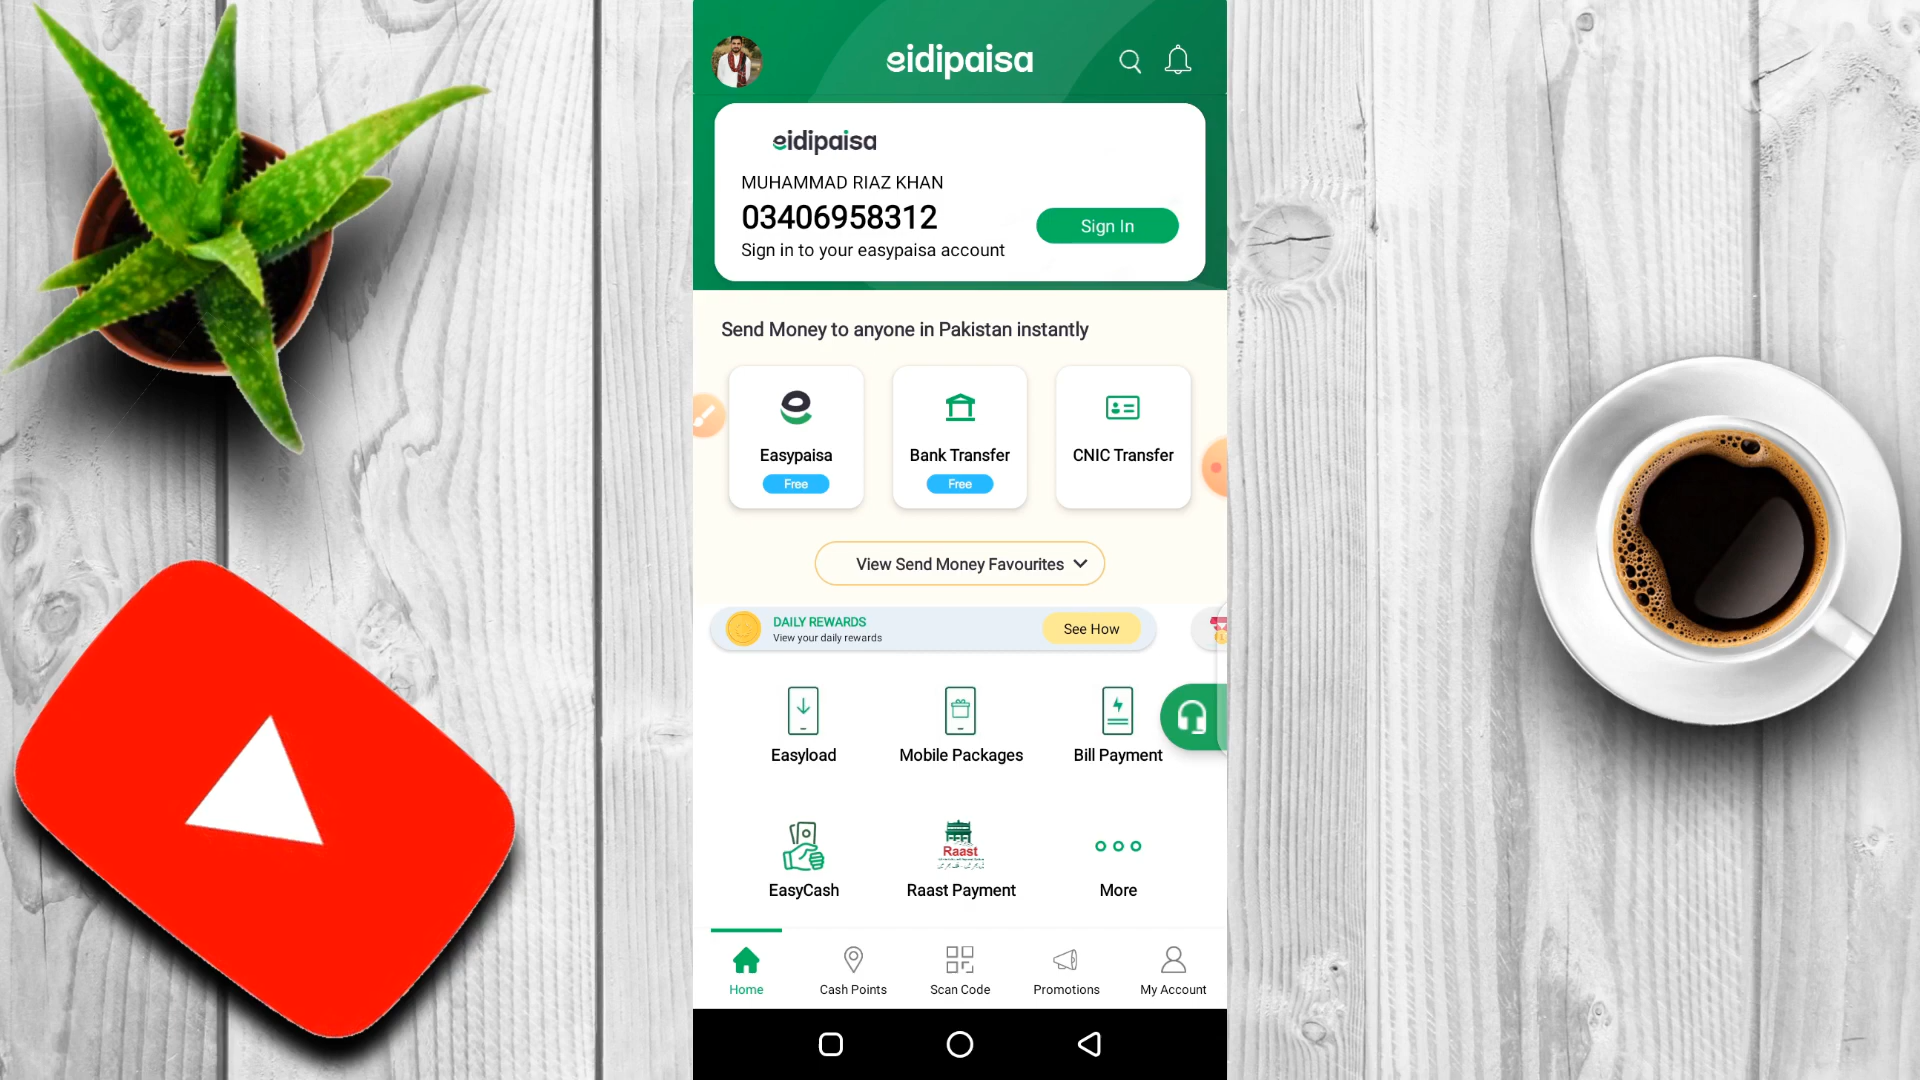 eidipaisa
eidipaisa
MUHAMMAD RIAZ KHAN
03406958312
Sign in to your easypaisa account
Sign In
Send Money to anyone in Pakistan instantly
Easypaisa
Free
Bank Transfer
Free
CNIC Transfer
View Send Money Favourites
DAILY REWARDS
View your daily rewards
See How
Easyload
Mobile Packages
Bill Payment
EasyCash
Raast
Raast Payment
More
Home
Cash Points
Scan Code
Promotions
My Account